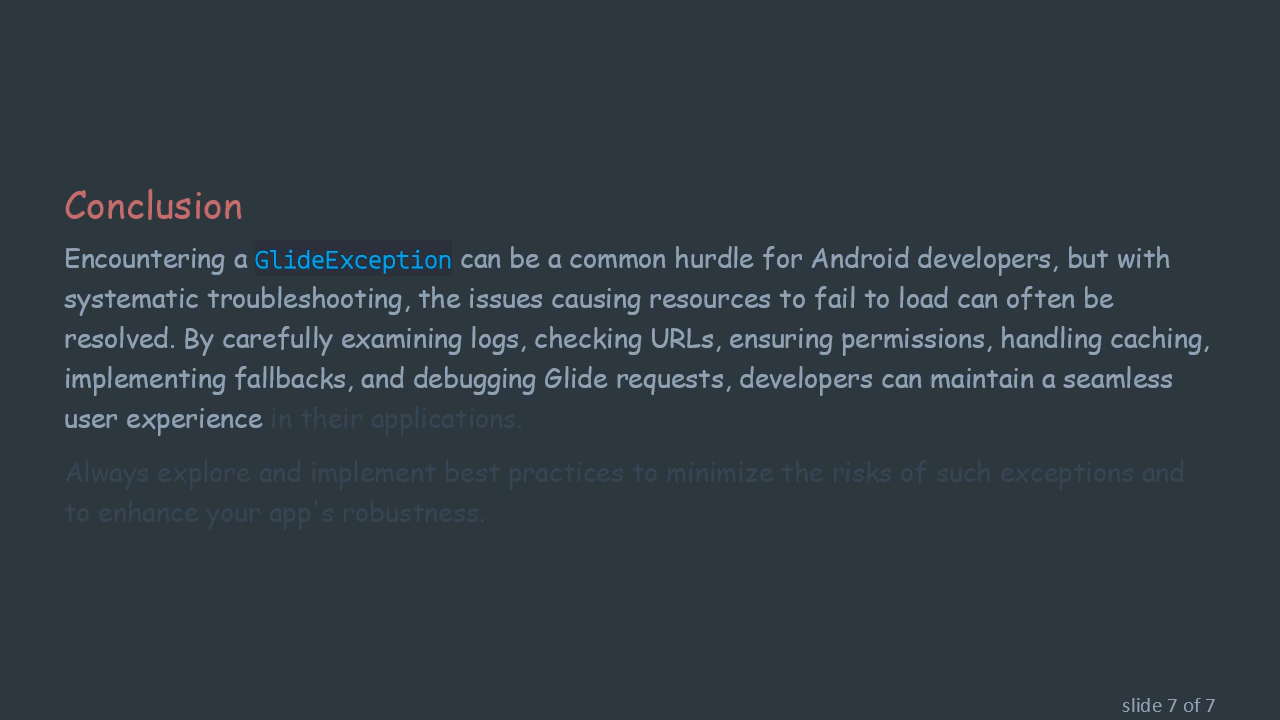 Conclusion
Encountering a GlideException can be a common hurdle for Android developers, but with
systematic troubleshooting, the issues causing resources to fail to load can often be
resolved. By carefully examining logs, checking URLs, ensuring permissions, handling caching,
implementing fallbacks, and debugging Glide requests, developers can maintain a seamless
user experience in their applications.
Always explore and implement best practices to minimize the risks of such exceptions and
to enhance your app's robustness.
slide 7 of 7